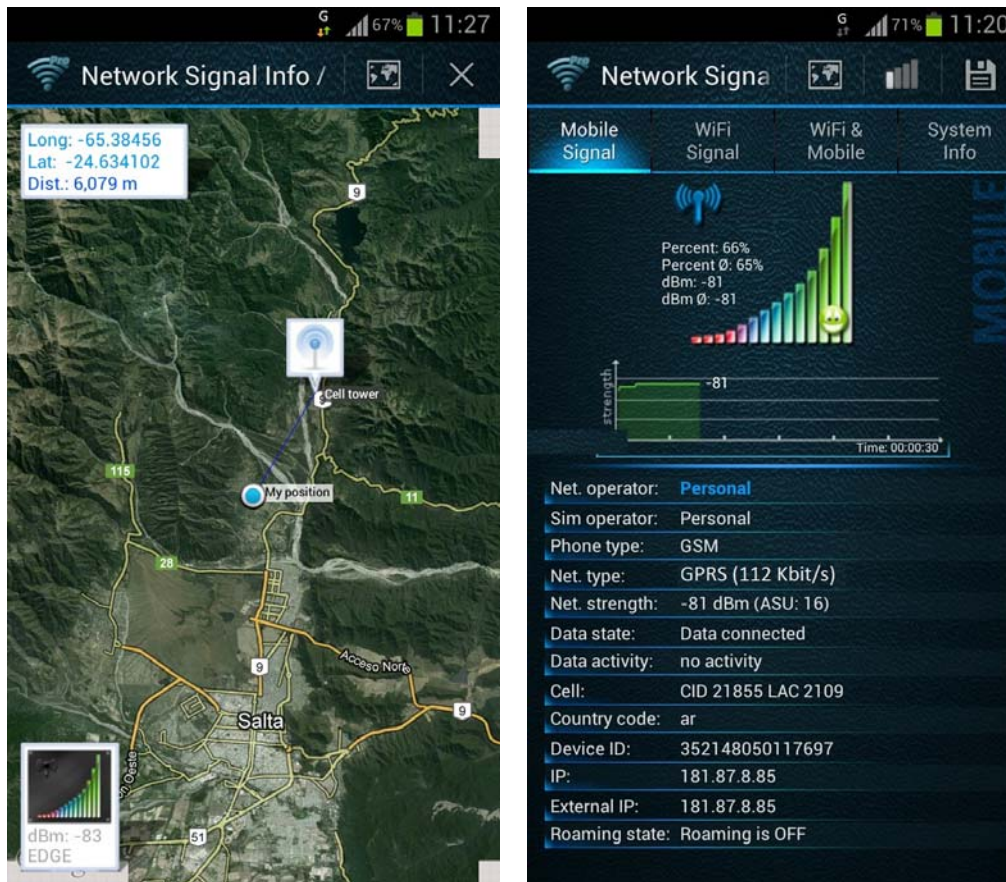 G
67%
11:27
Network Signal Info /
Long: -65.38456
Lat: -24.634102
Dist.: 6,079 m
9
Cell tower
115
My position
11
28
9
Acceso Norte
Salta
9
51
dBm: -83
EDGE
G
71%
11:20
Network Signa
Mobile Signal
WiFi Signal
WiFi & Mobile
System Info
MOBILE
Percent: 66%
Percent Ø: 65%
dBm: -81
dBm Ø: -81
strength
-81
Time: 00:00:30
Net. operator: Personal
Sim operator: Personal
Phone type: GSM
Net. type: GPRS (112 Kbit/s)
Net. strength: -81 dBm (ASU: 16)
Data state: Data connected
Data activity: no activity
Cell: CID 21855 LAC 2109
Country code: ar
Device ID: 352148050117697
IP: 181.87.8.85
External IP: 181.87.8.85
Roaming state: Roaming is OFF